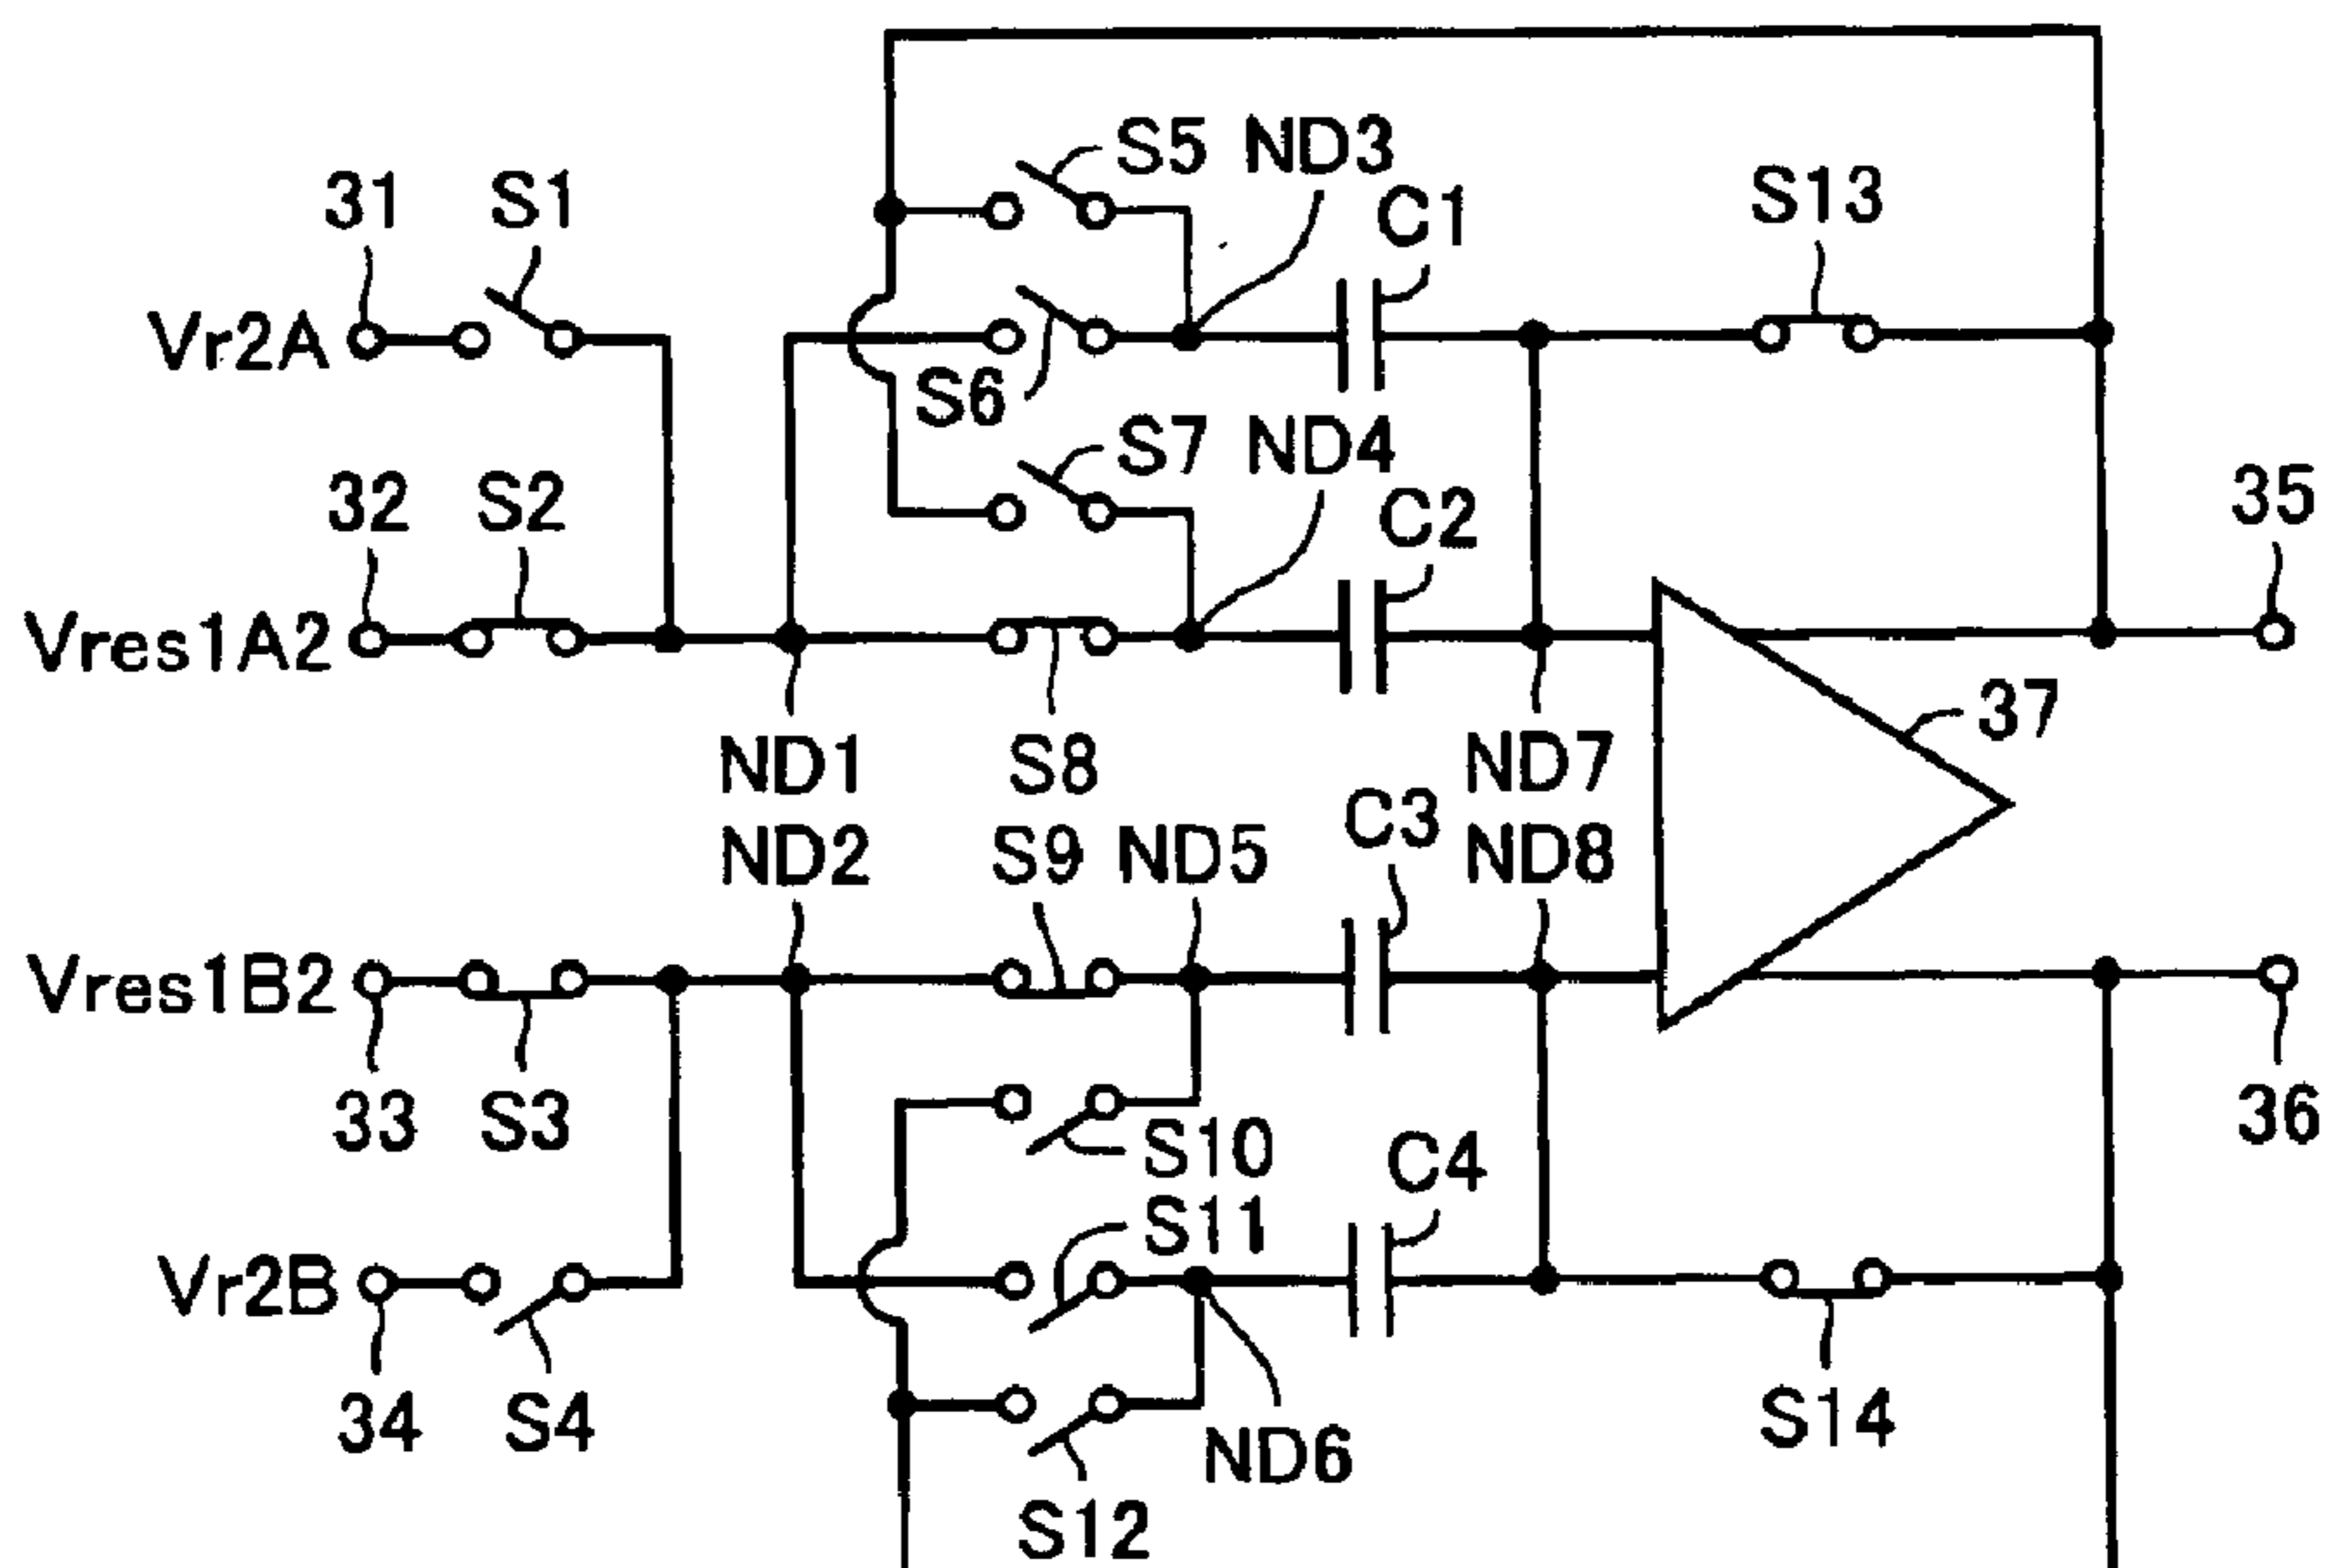 S5 ND3
31 S1 C1 S13
Vr2A
S6
S7 ND4
32 S2 C2 35
Vres1A2
37
ND1 S8 ND7
C3
ND2 S9 ND5 ND8
Vres1B2
33 S3 36
S10 C4
S11
Vr2B
34 S4 S14
ND6
S12